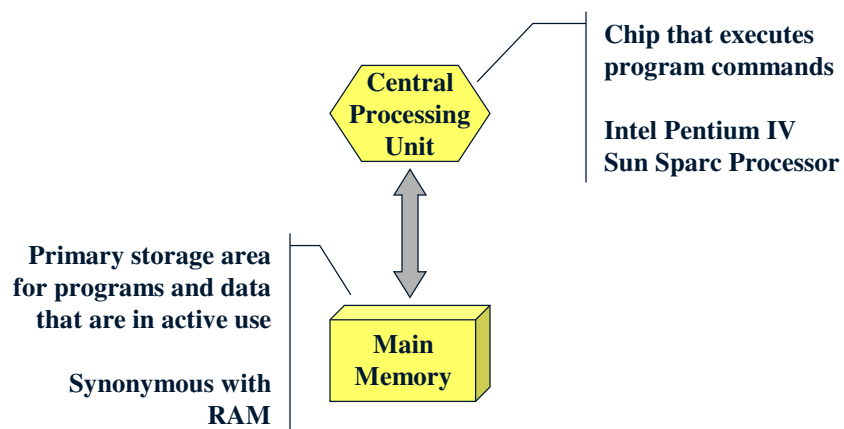 Chip that executes
program commands
Intel Pentium IV
Sun Sparc Processor
Central
Processing
Unit
Primary storage area
for programs and data
that are in active use
Synonymous with
RAM
Main
Memory